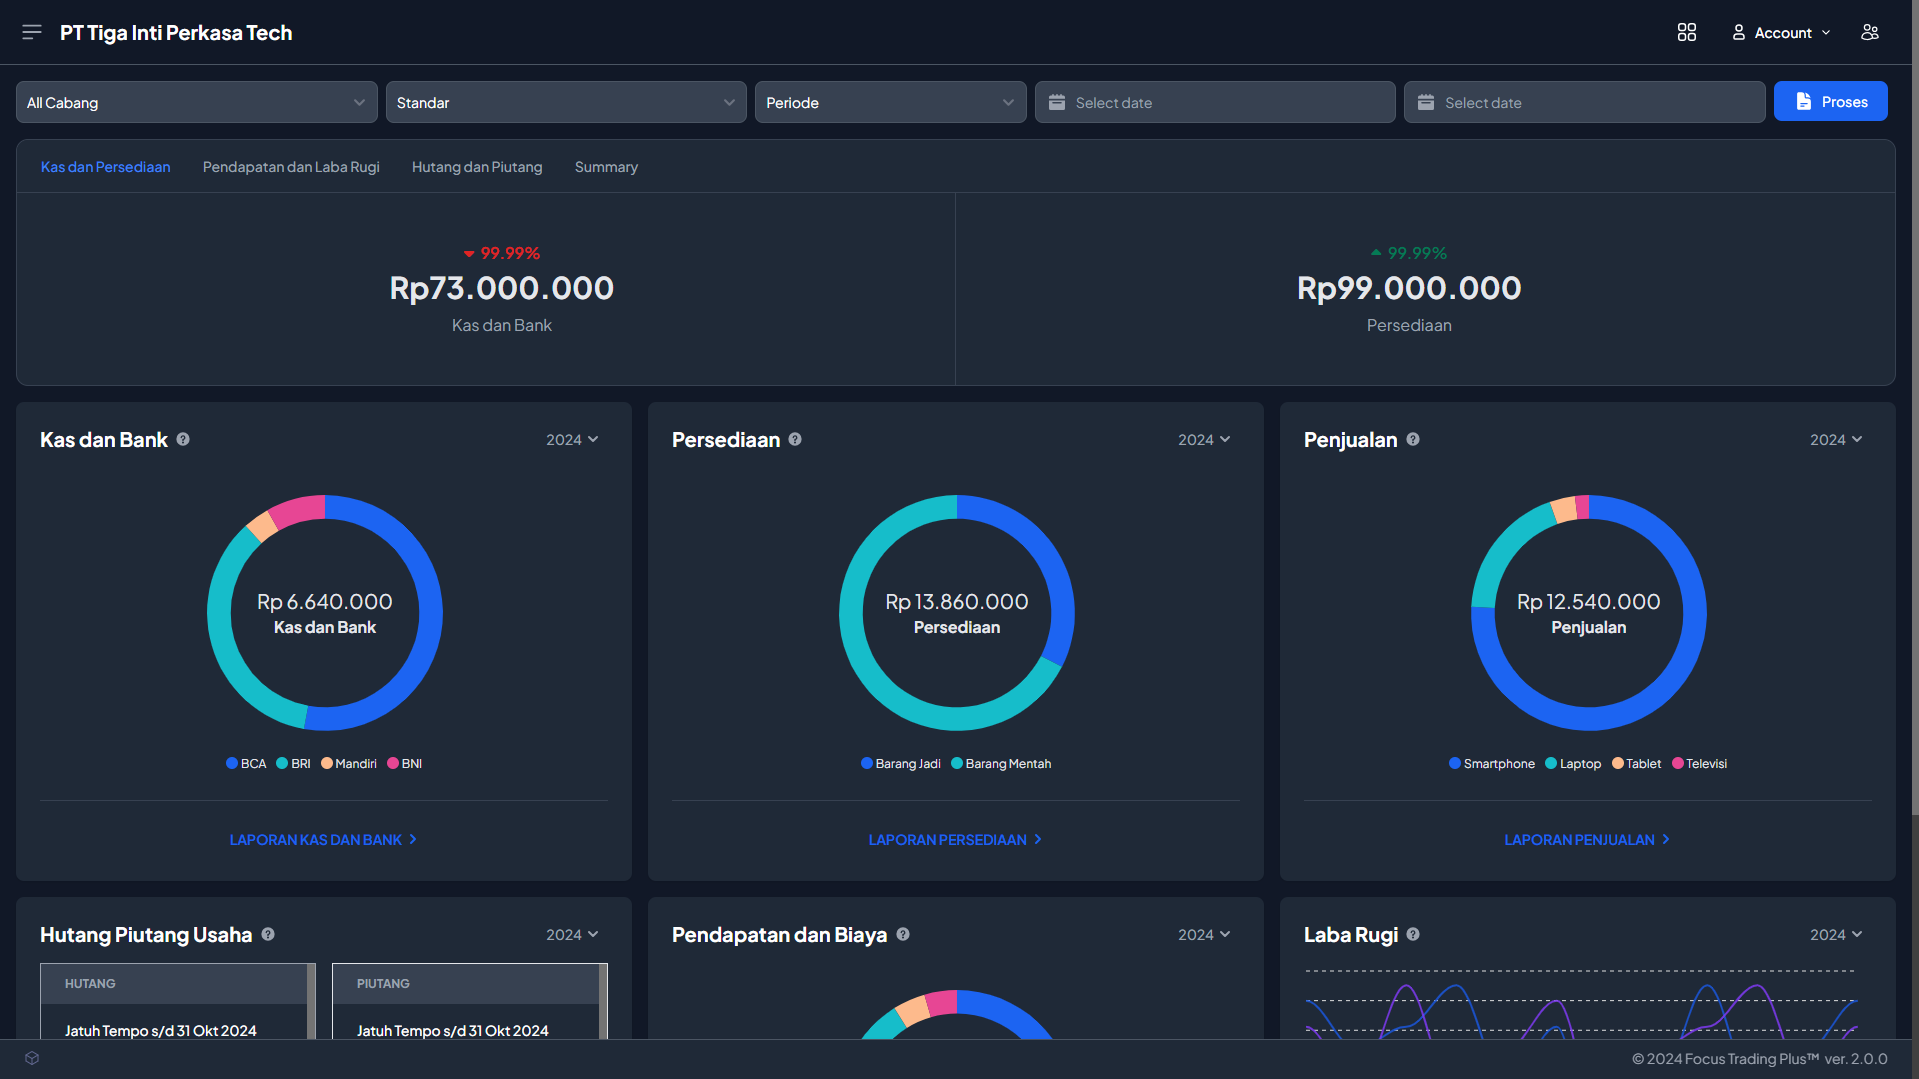 PT Tiga Inti Perkasa Tech
Account
All Cabang
Standar
Periode
Select date
Select date
Proses
Kas dan Persediaan
Pendapatan dan Laba Rugi
Hutang dan Piutang
Summary
99.99%
Rp73.000.000
Kas dan Bank
99.99%
Rp99.000.000
Persediaan
Kas dan Bank
2024
Rp 6.640.000
Kas dan Bank
BCA
BRI
Mandiri
BNI
LAPORAN KAS DAN BANK
Persediaan
2024
Rp 13.860.000
Persediaan
Barang Jadi
Barang Mentah
LAPORAN PERSEDIAAN
Penjualan
2024
Rp 12.540.000
Penjualan
Smartphone
Laptop
Tablet
Televisi
LAPORAN PENJUALAN
Hutang Piutang Usaha
2024
HUTANG
Jatuh Tempo s/d 31 Okt 2024
PIUTANG
Jatuh Tempo s/d 31 Okt 2024
Pendapatan dan Biaya
2024
Laba Rugi
2024
© 2024 Focus Trading Plus™ ver. 2.0.0